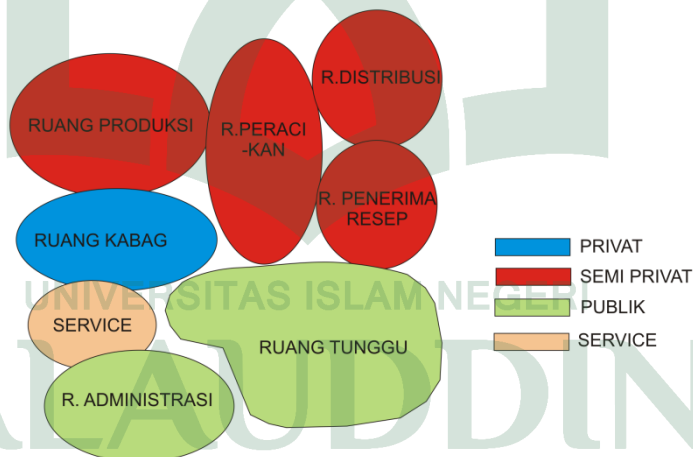 R.DISTRIBUSI
RUANG PRODUKSI
R.PERACI
-KAN
R. PENERIMA
RESEP
RUANG KABAG
PRIVAT
SEMI PRIVAT
UNIVERSITAS ISLAM NEGERI
PUBLIK
SERVICE
SERVICE
RUANG TUNGGU
R. ADMINISTRASI
ALAUDDIN